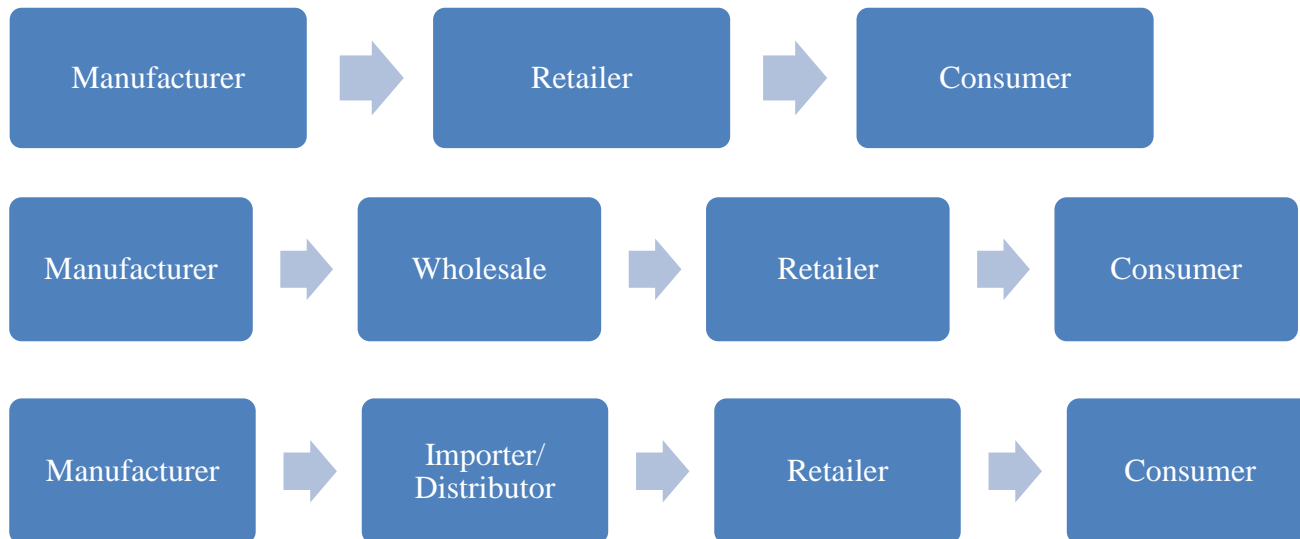 Manufacturer
Retailer
Consumer
Manufacturer
Wholesale
Retailer
Consumer
Manufacturer
Importer/
Distributor
Retailer
Consumer